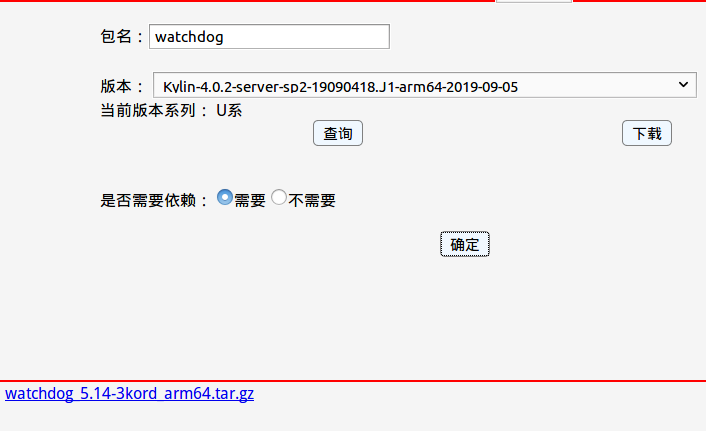 包名： watchdog
版本： Kylin-4.0.2-server-sp2-19090418.J1-arm64-2019-09-05
当前版本系列： U系
查询 下载
是否需要依赖： 需要 不需要
确定
watchdog_5.14-3kord_arm64.tar.gz